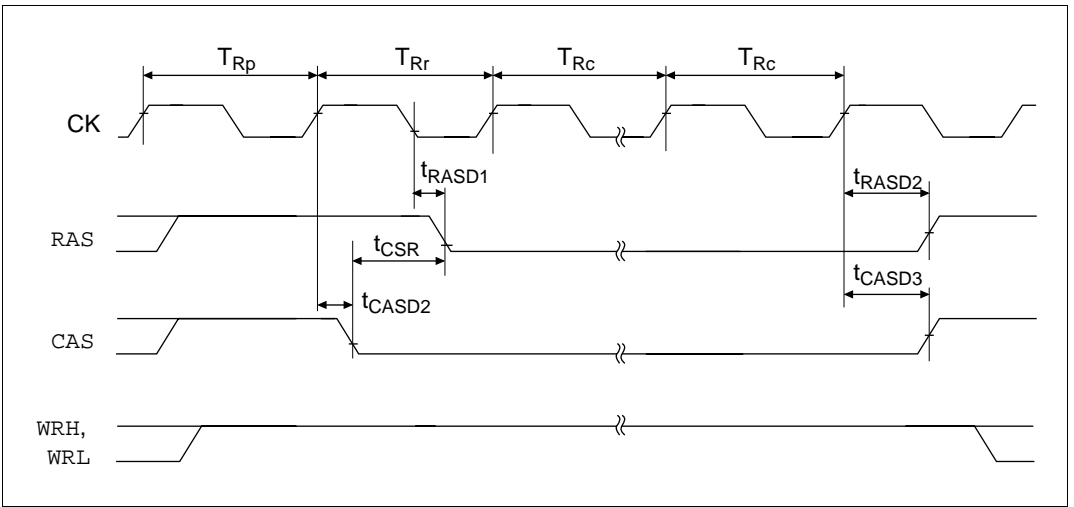 TRp TRr TRc TRc
CK
tRASD1 tRASD2
RAS
tCSR
tCASD3
tCASD2
CAS
WRH,
WRL